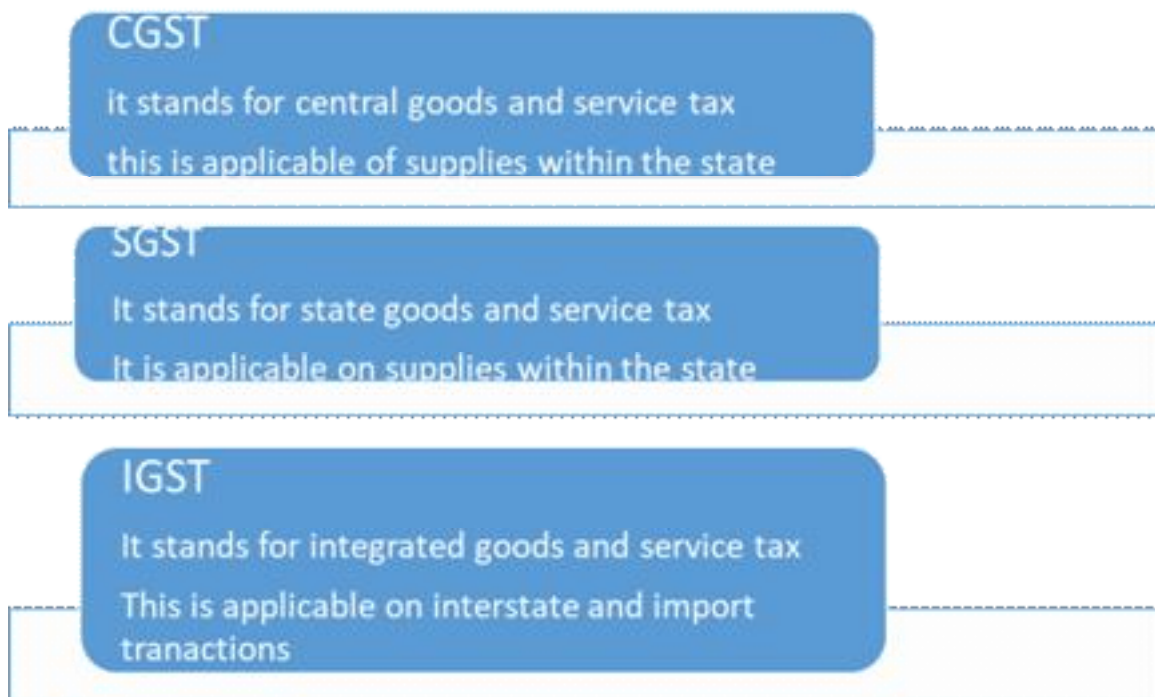 CGST
it stands for central goods and service tax
this is applicable of supplies within the state
SGST
It stands for state goods and service tax
It is applicable on supplies within the state
IGST
It stands for integrated goods and service tax
This is applicable on interstate and import
tranactions